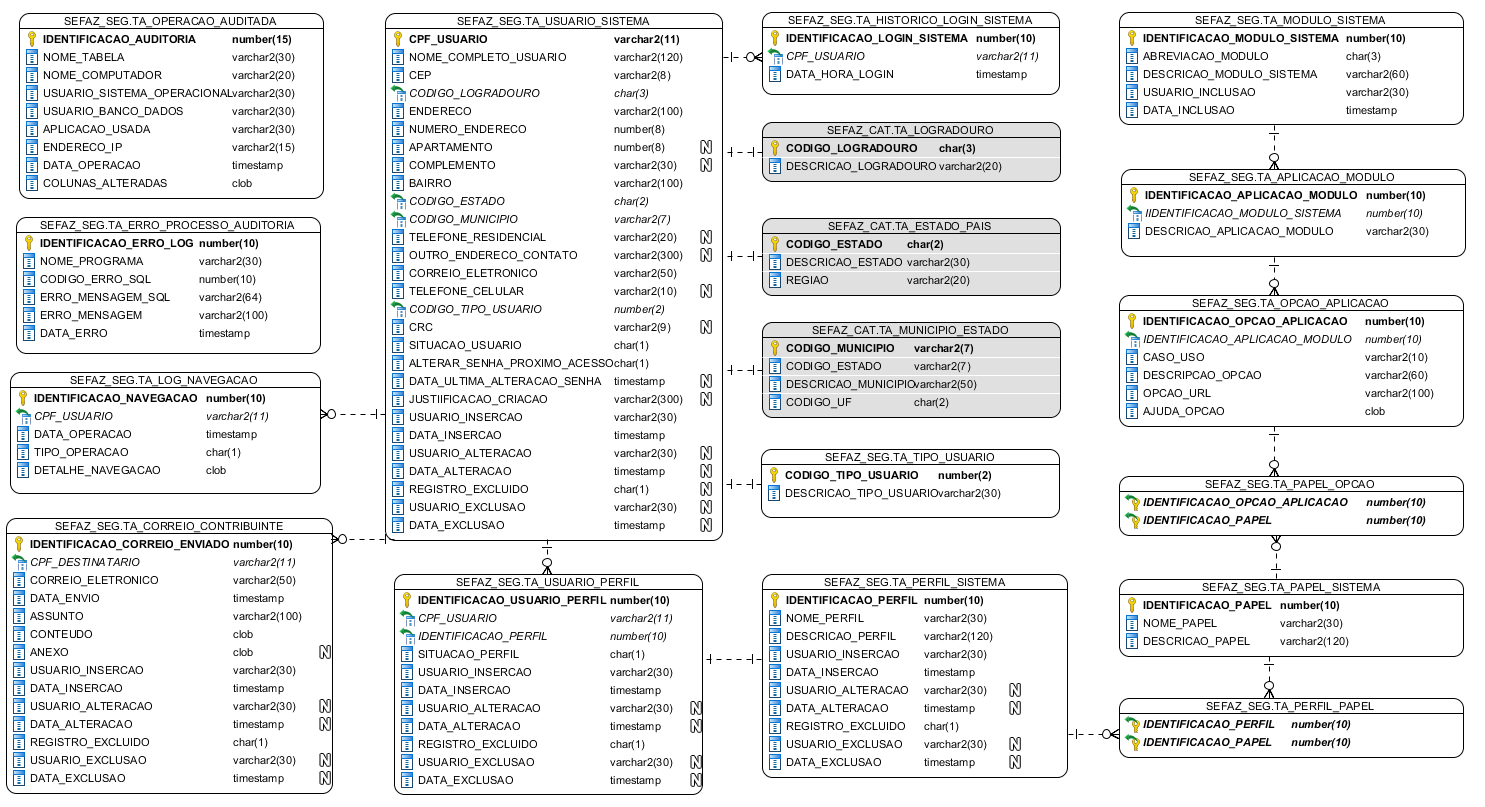 SEFAZ_SEG.TA_OPERACAO_AUDITADA
IDENTIFICACAO_AUDITORIA number(15)
NOME_TABELA varchar2(30)
NOME_COMPUTADOR varchar2(20)
USUARIO_SISTEMA_OPERACIONAL varchar2(30)
USUARIO_BANCO_DADOS varchar2(30)
APLICACAO_USADA varchar2(30)
ENDERECO_IP varchar2(15)
DATA_OPERACAO timestamp
COLUNAS_ALTERADAS clob
SEFAZ_SEG.TA_ERRO_PROCESSO_AUDITORIA
IDENTIFICACAO_ERRO_LOG number(10)
NOME_PROGRAMA varchar2(30)
CODIGO_ERRO_SQL number(10)
ERRO_MENSAGEM_SQL varchar2(64)
ERRO_MENSAGEM varchar2(100)
DATA_ERRO timestamp
SEFAZ_SEG.TA_LOG_NAVEGACAO
IDENTIFICACAO_NAVEGACAO number(10)
CPF_USUARIO varchar2(11)
DATA_OPERACAO timestamp
TIPO_OPERACAO char(1)
DETALHE_NAVEGACAO clob
SEFAZ_SEG.TA_CORREIO_CONTRIBUINTE
IDENTIFICACAO_CORREIO_ENVIADO number(10)
CPF_DESTINATARIO varchar2(11)
CORREIO_ELETRONICO varchar2(50)
DATA_ENVIO timestamp
ASSUNTO varchar2(100)
CONTEUDO clob
ANEXO clob N
USUARIO_INSERCAO varchar2(30)
DATA_INSERCAO timestamp
USUARIO_ALTERACAO varchar2(30) N
DATA_ALTERACAO timestamp N
REGISTRO_EXCLUIDO char(1)
USUARIO_EXCLUSAO varchar2(30) N
DATA_EXCLUSAO timestamp N
SEFAZ_SEG.TA_USUARIO_SISTEMA
CPF_USUARIO varchar2(11)
NOME_COMPLETO_USUARIO varchar2(120)
CEP varchar2(8)
CODIGO_LOGRADOURO char(3)
ENDERECO varchar2(100)
NUMERO_ENDERECO number(8)
APARTAMENTO number(8) N
COMPLEMENTO varchar2(30) N
BAIRRO varchar2(100)
CODIGO_ESTADO char(2)
CODIGO_MUNICIPIO varchar2(7)
TELEFONE_RESIDENCIAL varchar2(20) N
OUTRO_ENDERECO_CONTATO varchar2(300) N
CORREIO_ELETRONICO varchar2(50)
TELEFONE_CELULAR varchar2(10) N
CODIGO_TIPO_USUARIO number(2)
CRC varchar2(9) N
SITUACAO_USUARIO char(1)
ALTERAR_SENHA_PROXIMO_ACESSO char(1)
DATA_ULTIMA_ALTERACAO_SENHA timestamp N
JUSTIIFICACAO_CRIACAO varchar2(300) N
USUARIO_INSERCAO varchar2(30)
DATA_INSERCAO timestamp
USUARIO_ALTERACAO varchar2(30) N
DATA_ALTERACAO timestamp N
REGISTRO_EXCLUIDO char(1) N
USUARIO_EXCLUSAO varchar2(30) N
DATA_EXCLUSAO timestamp N
SEFAZ_SEG.TA_USUARIO_PERFIL
IDENTIFICACAO_USUARIO_PERFIL number(10)
CPF_USUARIO varchar2(11)
IDENTIFICACAO_PERFIL number(10)
SITUACAO_PERFIL char(1)
USUARIO_INSERCAO varchar2(30)
DATA_INSERCAO timestamp
USUARIO_ALTERACAO varchar2(30) N
DATA_ALTERACAO timestamp N
REGISTRO_EXCLUIDO char(1)
USUARIO_EXCLUSAO varchar2(30) N
DATA_EXCLUSAO timestamp N
SEFAZ_SEG.TA_HISTORICO_LOGIN_SISTEMA
IDENTIFICACAO_LOGIN_SISTEMA number(10)
CPF_USUARIO varchar2(11)
DATA_HORA_LOGIN timestamp
SEFAZ_CAT.TA_LOGRADOURO
CODIGO_LOGRADOURO char(3)
DESCRICAO_LOGRADOURO varchar2(20)
SEFAZ_CAT.TA_ESTADO_PAIS
CODIGO_ESTADO char(2)
DESCRICAO_ESTADO varchar2(30)
REGIAO varchar2(20)
SEFAZ_CAT.TA_MUNICIPIO_ESTADO
CODIGO_MUNICIPIO varchar2(7)
CODIGO_ESTADO varchar2(7)
DESCRICAO_MUNICIPIO varchar2(50)
CODIGO_UF char(2)
SEFAZ_SEG.TA_TIPO_USUARIO
CODIGO_TIPO_USUARIO number(2)
DESCRICAO_TIPO_USUARIO varchar2(30)
SEFAZ_SEG.TA_PERFIL_SISTEMA
IDENTIFICACAO_PERFIL number(10)
NOME_PERFIL varchar2(30)
DESCRICAO_PERFIL varchar2(120)
USUARIO_INSERCAO varchar2(30)
DATA_INSERCAO timestamp
USUARIO_ALTERACAO varchar2(30) N
DATA_ALTERACAO timestamp N
REGISTRO_EXCLUIDO char(1)
USUARIO_EXCLUSAO varchar2(30) N
DATA_EXCLUSAO timestamp N
SEFAZ_SEG.TA_MODULO_SISTEMA
IDENTIFICACAO_MODULO_SISTEMA number(10)
ABREVIACAO_MODULO char(3)
DESCRICAO_MODULO_SISTEMA varchar2(60)
USUARIO_INCLUSAO varchar2(30)
DATA_INCLUSAO timestamp
SEFAZ_SEG.TA_APLICACAO_MODULO
IDENTIFICACAO_APLICACAO_MODULO number(10)
IIDENTIFICACAO_MODULO_SISTEMA number(10)
DESCRICAO_APLICACAO_MODULO varchar2(30)
SEFAZ_SEG.TA_OPCAO_APLICACAO
IDENTIFICACAO_OPCAO_APLICACAO number(10)
IDENTIFICACAO_APLICACAO_MODULO number(10)
CASO_USO varchar2(10)
DESCRIPCAO_OPCAO varchar2(60)
OPCAO_URL varchar2(100)
AJUDA_OPCAO clob
SEFAZ_SEG.TA_PAPEL_OPCAO
IDENTIFICACAO_OPCAO_APLICACAO number(10)
IDENTIFICACAO_PAPEL number(10)
SEFAZ_SEG.TA_PAPEL_SISTEMA
IDENTIFICACAO_PAPEL number(10)
NOME_PAPEL varchar2(30)
DESCRICAO_PAPEL varchar2(120)
SEFAZ_SEG.TA_PERFIL_PAPEL
IDENTIFICACAO_PERFIL number(10)
IDENTIFICACAO_PAPEL number(10)